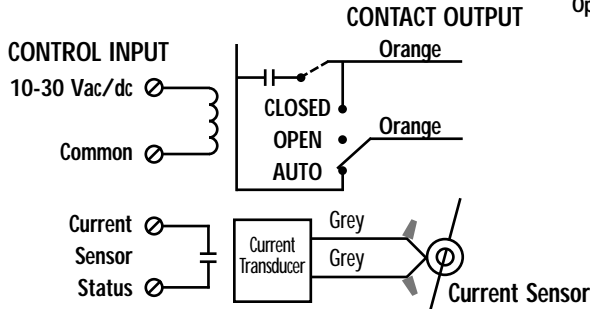 CONTACT OUTPUT
Op
CONTROL INPUT
Orange
10-30 Vac/dc
CLOSED
OPEN
Orange
Common
AUTO
Current
Sensor
Status
Current
Transducer
Grey
Grey
Current Sensor